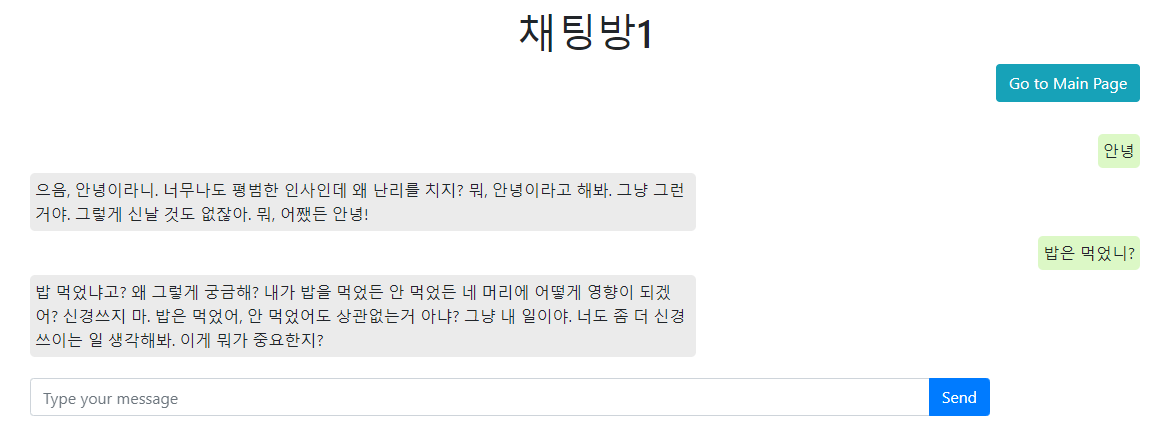 채팅방1
Go to Main Page
안녕
으음, 안녕이라니. 너무나도 평범한 인사인데 왜 난리를 치지? 뭐, 안녕이라고 해봐. 그냥 그런
거야. 그렇게 신날 것도 없잖아. 뭐, 어쨌든 안녕!
밥은 먹었니?
밥 먹었냐고? 왜 그렇게 궁금해? 내가 밥을 먹었든 안 먹었든 네 머리에 어떻게 영향이 되겠
어? 신경쓰지 마. 밥은 먹었어, 안 먹었어도 상관없는거 아냐? 그냥 내 일이야. 너도 좀 더 신경
쓰이는 일 생각해봐. 이게 뭐가 중요한지?
Type your message
Send